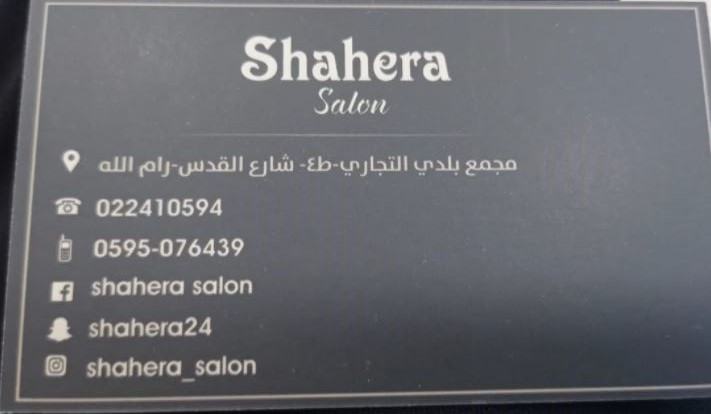 Shahera
Salon
مجمع بلدي التجاري-ط٤- شارع القدس-رام الله
022410594
0595-076439
shahera salon
shahera24
shahera_salon